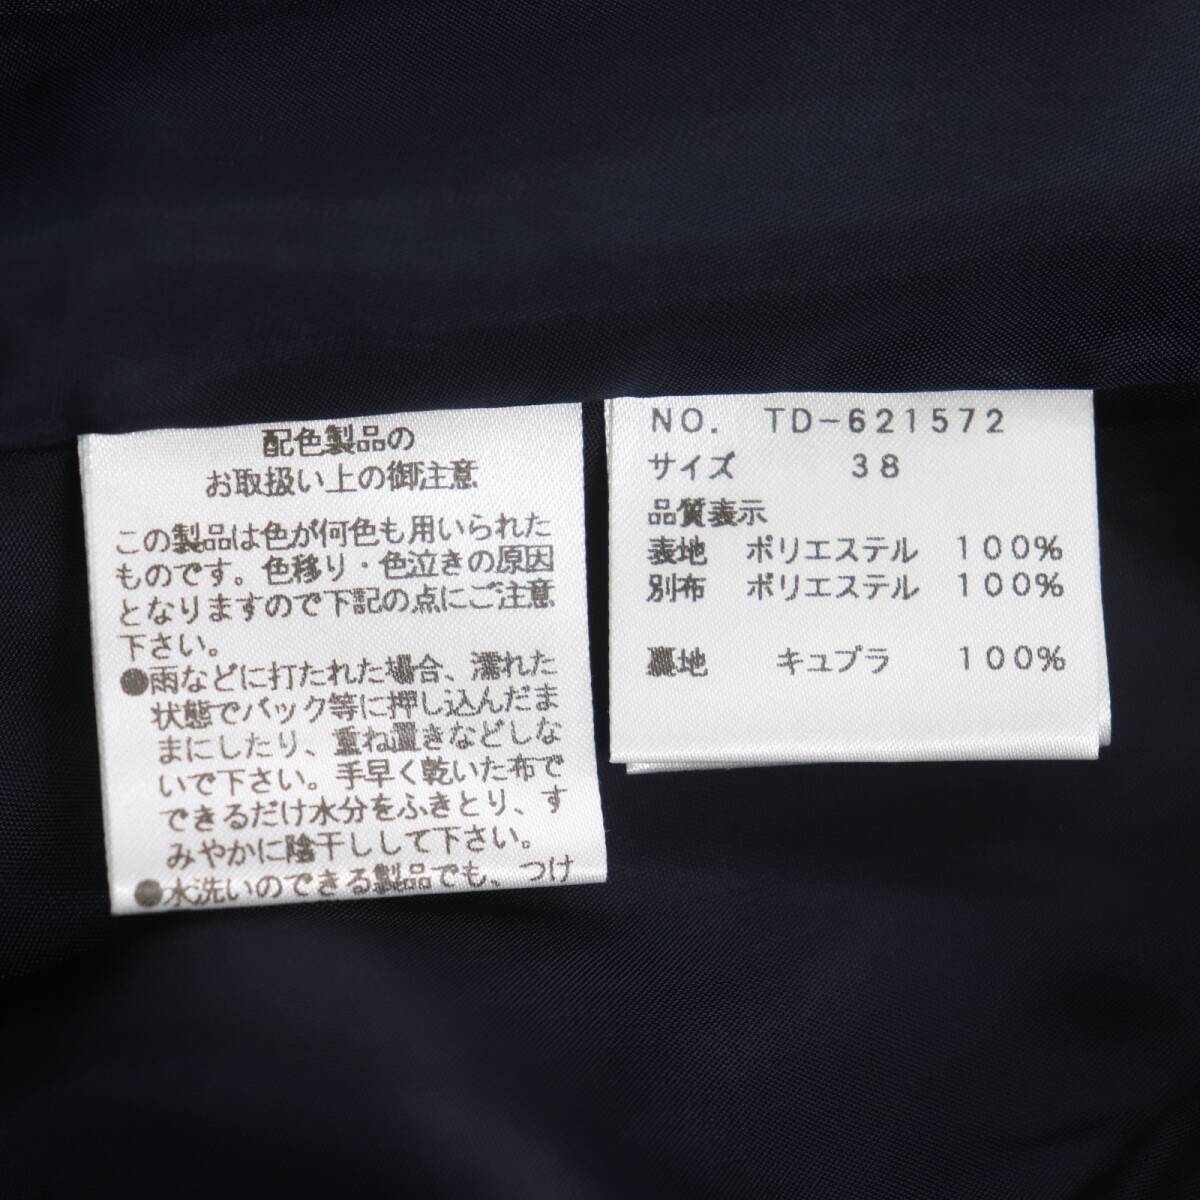 配色製品の
お取扱い上の御注意
この製品は色が何色も用いられた
ものです。色移り・色泣きの原因
となりますので下記の点にご注意
下さい。
●雨などに打たれた場合、濡れた
状態でバック等に押し込んだま
まにしたり、重ね置きなどしな
いで下さい。手早く乾いた布で
できるだけ水分をふきとり、す
みやかに陰干しして下さい。
●水洗いのできる製品でも、つけ
NO. TD-621572
サイズ 38
品質表示
表地 ポリエステル 100%
別布 ポリエステル 100%
裏地 キュプラ 100%